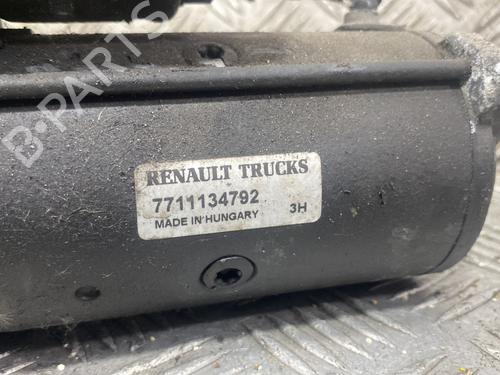 B-PARTS
RENAULT TRUCKS
7711134792
MADE IN HUNGARY 3H